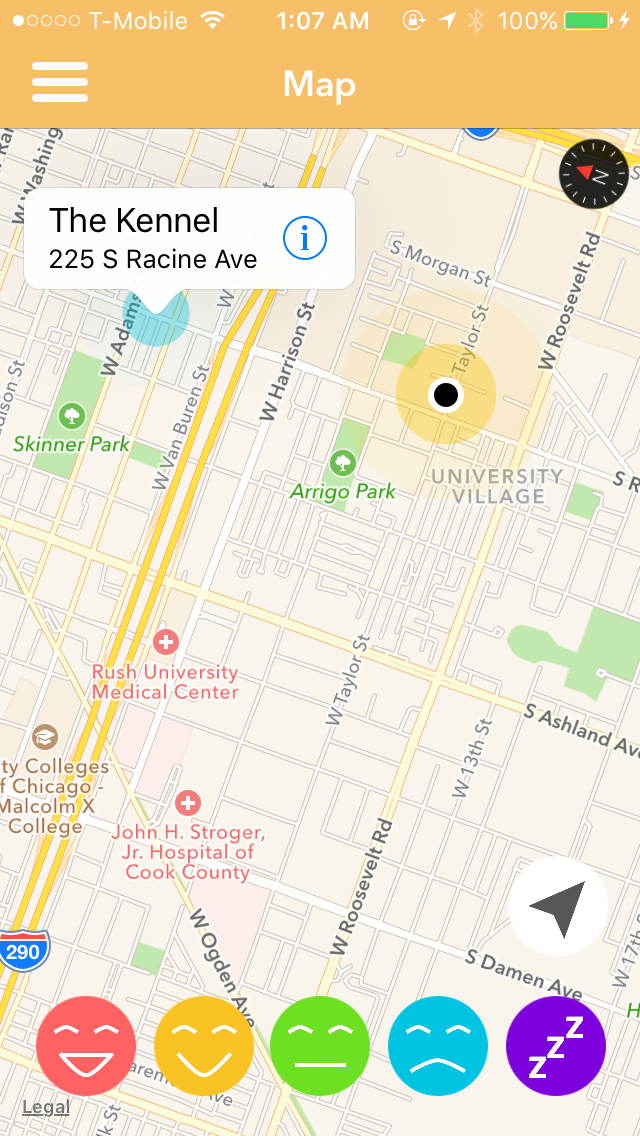 T-Mobile 1:07 AM 100%
Map
W Washing
N
The Kennel
225 S Racine Ave
S Morgan St
W Roosevelt Rd
Taylor St
W Adams
W Harrison St
W Van Buren St
Skinner Park
Arrigo Park
UNIVERSITY
VILLAGE
Rush University
Medical Center
W Taylor St
S Ashland Ave
W 13th St
ty Colleges
f Chicago -
Malcolm X
College
John H. Stroger,
Jr. Hospital of
Cook County
W Roosevelt Rd
W Ogden Ave
290
S Damen Ave
W 17th
z z z
Legal